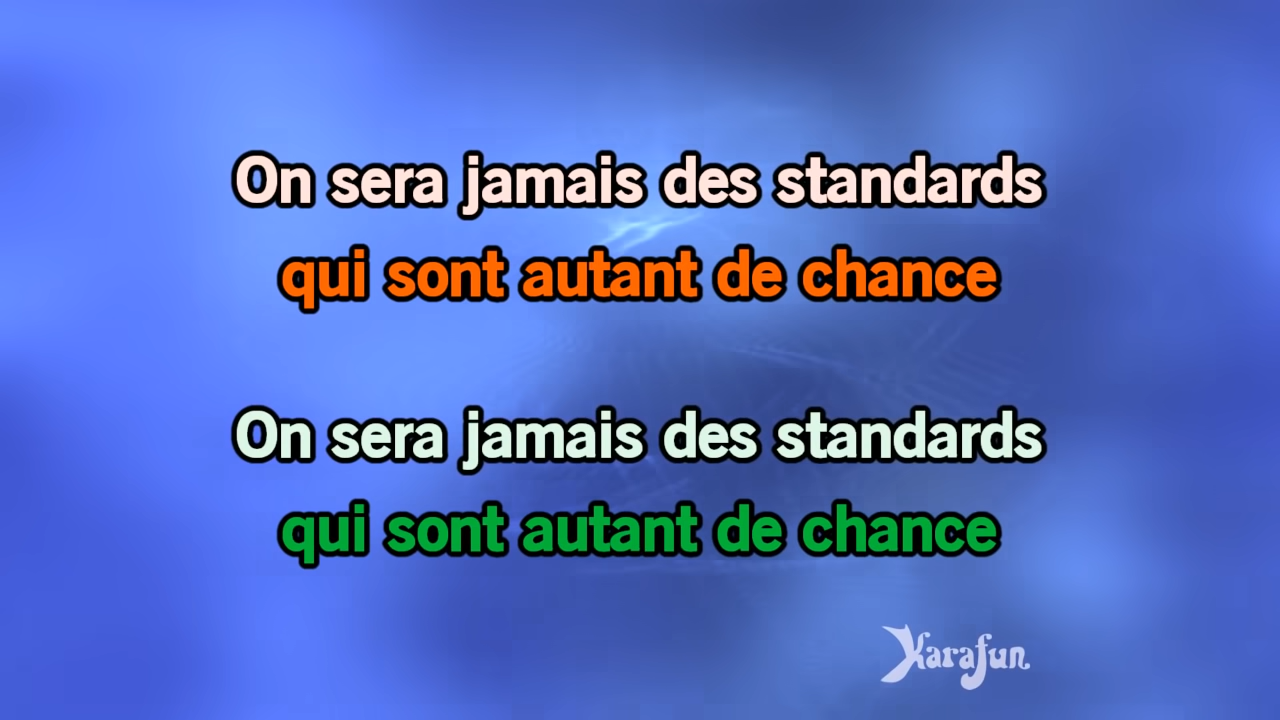 On sera jamais des standards
qui sont autant de chance
On sera jamais des standards
qui sont autant de chance
Karafun